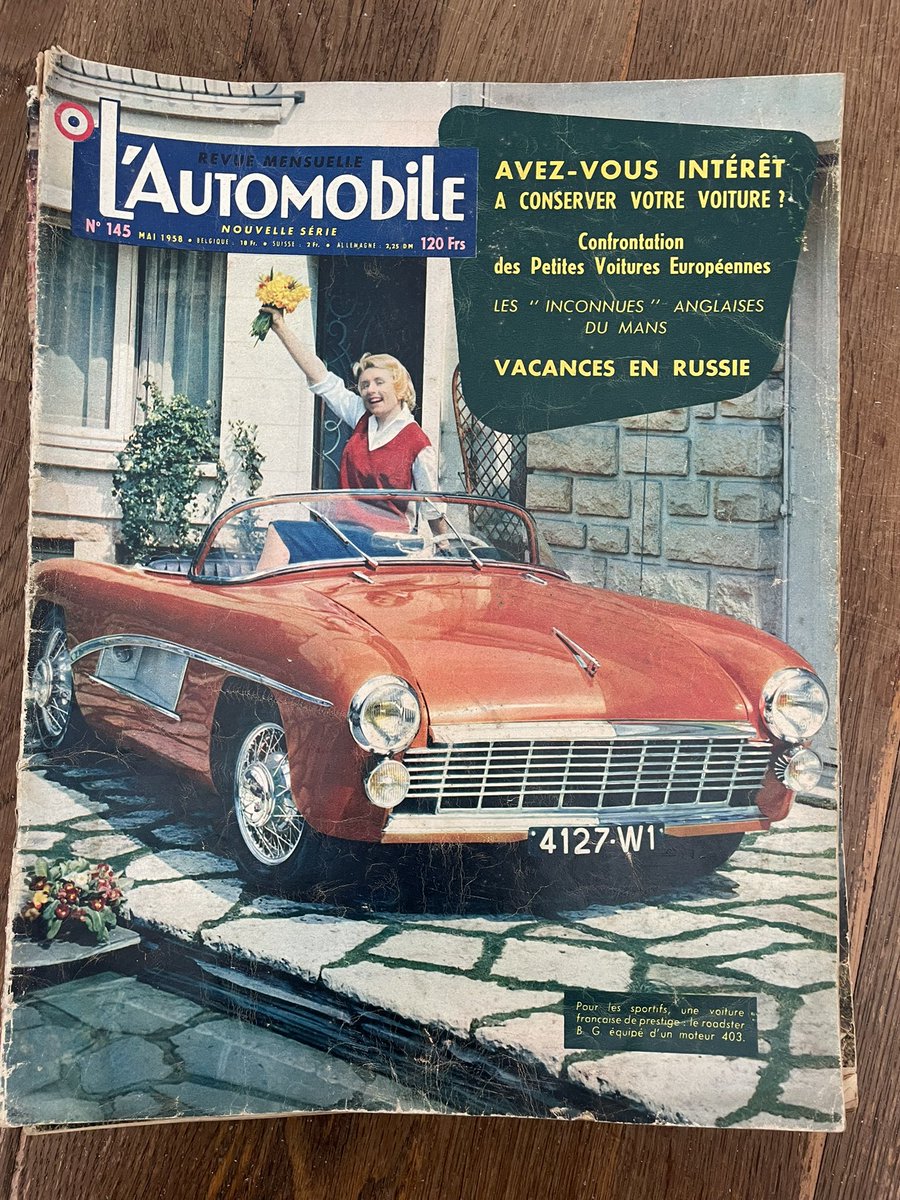 REVUE MENSUELLE
L'AUTOMOBILE
NOUVELLE SÉRIE
N° 145 MAI 1958 • BELGIQUE : 18 Fr. • SUISSE : 2 Fr. • ALLEMAGNE : 2,25 DM 120 Frs
AVEZ-VOUS INTÉRÊT
A CONSERVER VOTRE VOITURE ?
Confrontation
des Petites Voitures Européennes
LES "INCONNUES" ANGLAISES
DU MANS
VACANCES EN RUSSIE
4127·W1
Pour les sportifs, une voiture
française de prestige : le roadster
B. G. équipé d'un moteur 403.